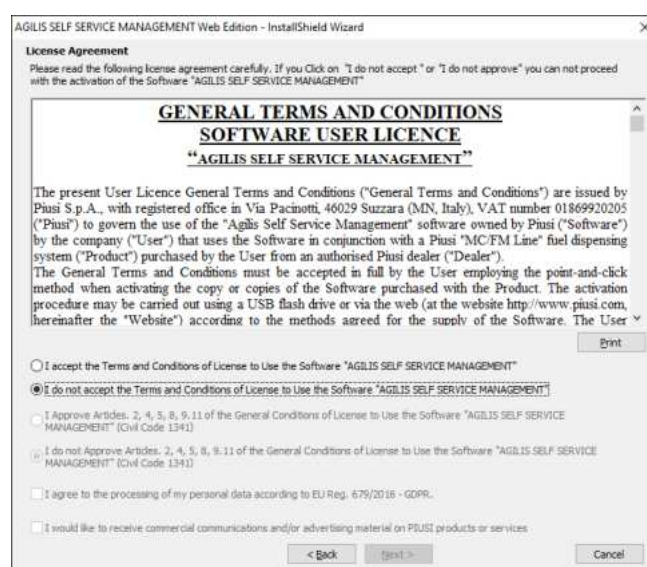 AGILIS SELF SERVICE MANAGEMENT Web Edition - InstallShield Wizard
License Agreement
Please read the following license agreement carefully. If you Click on "I do not accept " or "I do not approve" you can not proceed
with the activation of the Software "AGILIS SELF SERVICE MANAGEMENT"
GENERAL TERMS AND CONDITIONS
SOFTWARE USER LICENCE
“AGILIS SELF SERVICE MANAGEMENT”
The present User Licence General Terms and Conditions ("General Terms and Conditions") are issued by
Piusi S.p.A., with registered office in Via Pacinotti, 46029 Suzzara (MN, Italy), VAT number 01869920205
("Piusi") to govern the use of the "Agilis Self Service Management" software owned by Piusi ("Software")
by the company ("User") that uses the Software in conjunction with a Piusi "MC/FM Line" fuel dispensing
system ("Product") purchased by the User from an authorised Piusi dealer ("Dealer").
The General Terms and Conditions must be accepted in full by the User employing the point-and-click
method when activating the copy or copies of the Software purchased with the Product. The activation
procedure may be carried out using a USB flash drive or via the web (at the website http://www.piusi.com,
hereinafter the "Website") according to the methods agreed for the supply of the Software. The User
Print
I accept the Terms and Conditions of License to Use the Software "AGILIS SELF SERVICE MANAGEMENT"
I do not accept the Terms and Conditions of License to Use the Software "AGILIS SELF SERVICE MANAGEMENT"
I Approve Articles. 2, 4, 5, 8, 9.11 of the General Conditions of License to Use the Software "AGILIS SELF SERVICE
MANAGEMENT" (Civil Code 1341)
I do not Approve Articles. 2, 4, 5, 8, 9.11 of the General Conditions of License to Use the Software "AGILIS SELF SERVICE
MANAGEMENT" (Civil Code 1341)
I agree to the processing of my personal data according to EU Reg. 679/2016 - GDPR.
I would like to receive commercial communications and/or advertising material on PIUSI products or services
< Back
Next >
Cancel